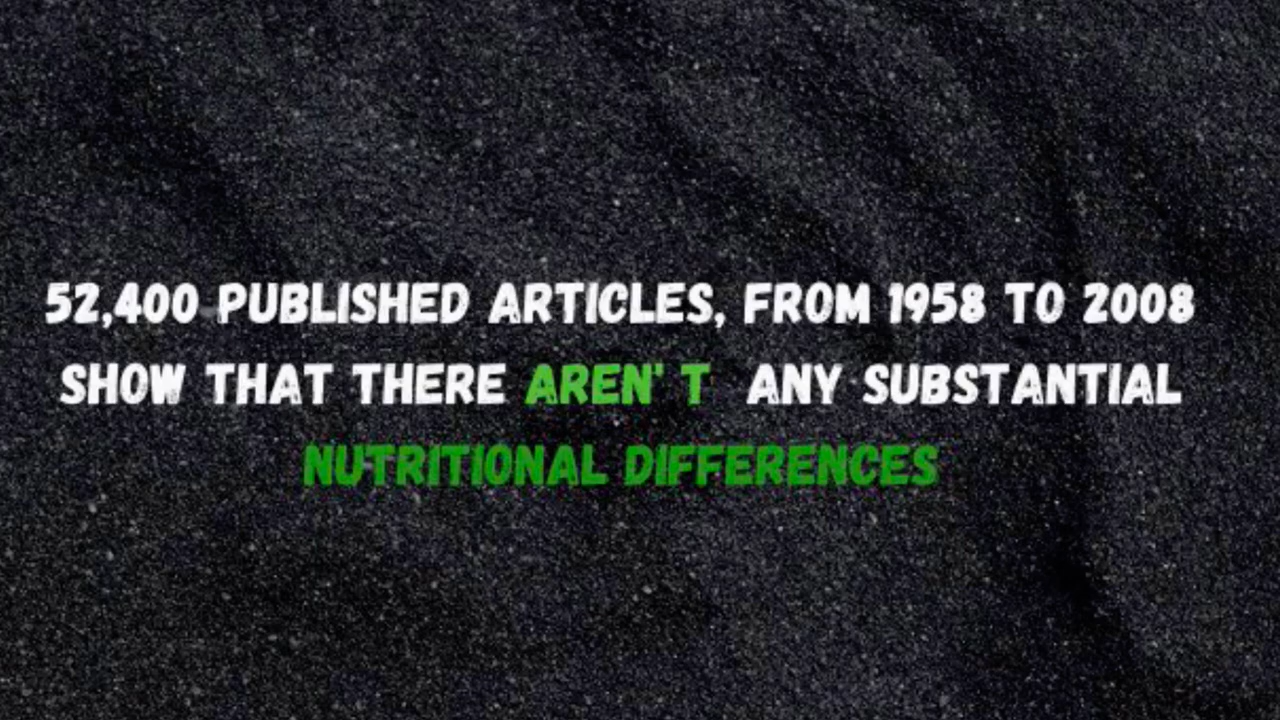 52,400 PUBLISHED ARTICLES, FROM 1958 TO 2008
SHOW THAT THERE AREN' T ANY SUBSTANTIAL
NUTRITIONAL DIFFERENCES